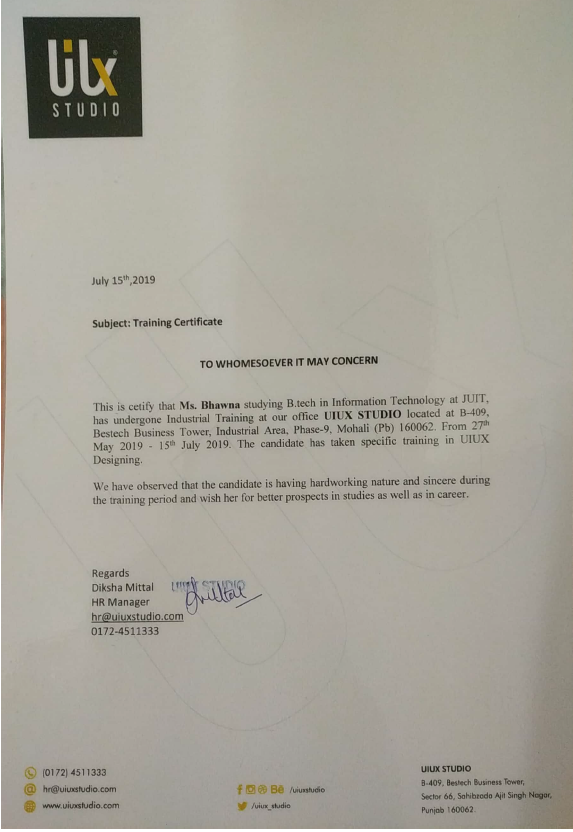 UiUx®
STUDIO
July 15th,2019
Subject: Training Certificate
TO WHOMESOEVER IT MAY CONCERN
This is cetify that Ms. Bhawna studying B.tech in Information Technology at JUIT,
has undergone Industrial Training at our office UIUX STUDIO located at B-409,
Bestech Business Tower, Industrial Area, Phase-9, Mohali (Pb) 160062. From 27th
May 2019 - 15th July 2019. The candidate has taken specific training in UIUX
Designing.
We have observed that the candidate is having hardworking nature and sincere during
the training period and wish her for better prospects in studies as well as in career.
Regards
Diksha Mittal
UIUX STUDIO
HR Manager
hr@uiuxstudio.com
0172-4511333
(0172) 4511333
hr@uiuxstudio.com
www.uiuxstudio.com
/uiuxstudio
/uiux_studio
UIUX STUDIO
B-409, Bestech Business Tower,
Sector 66, Sahibzada Ajit Singh Nagar,
Punjab 160062